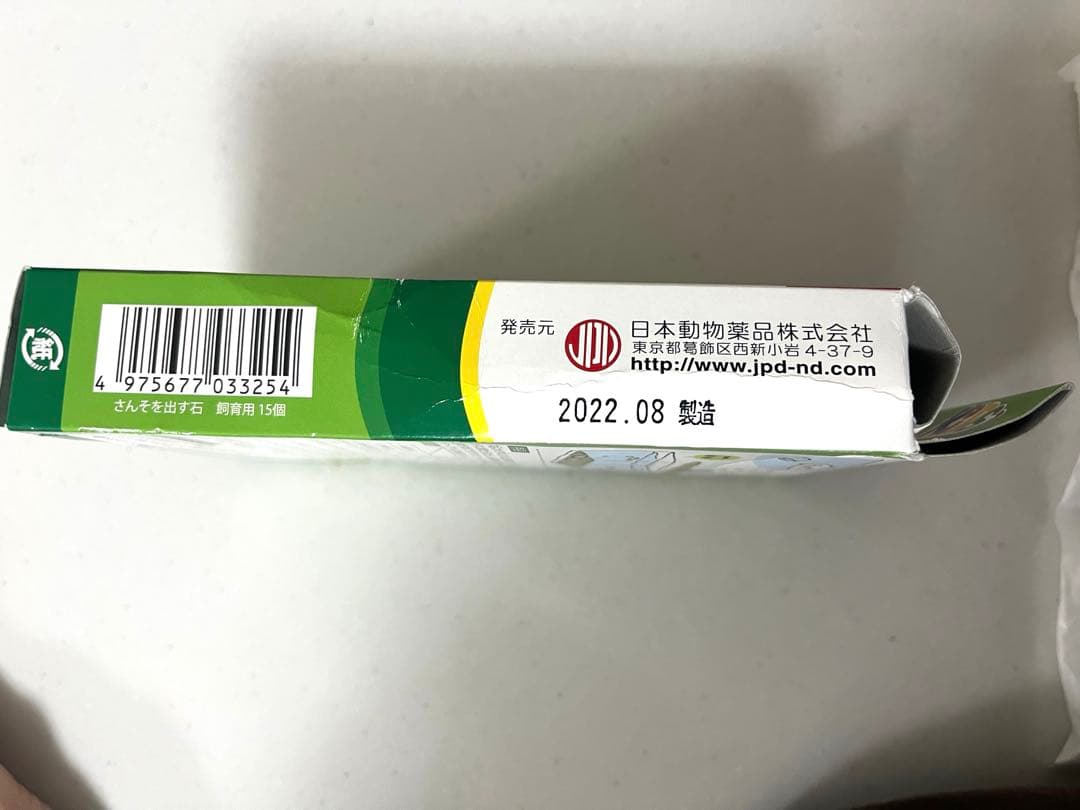 紙
4 975677 033254
さんそを出す石 飼育用 15個
発売元
日本動物薬品株式会社
東京都葛飾区西新小岩 4-37-9
http://www.jpd-nd.com
2022.08 製造